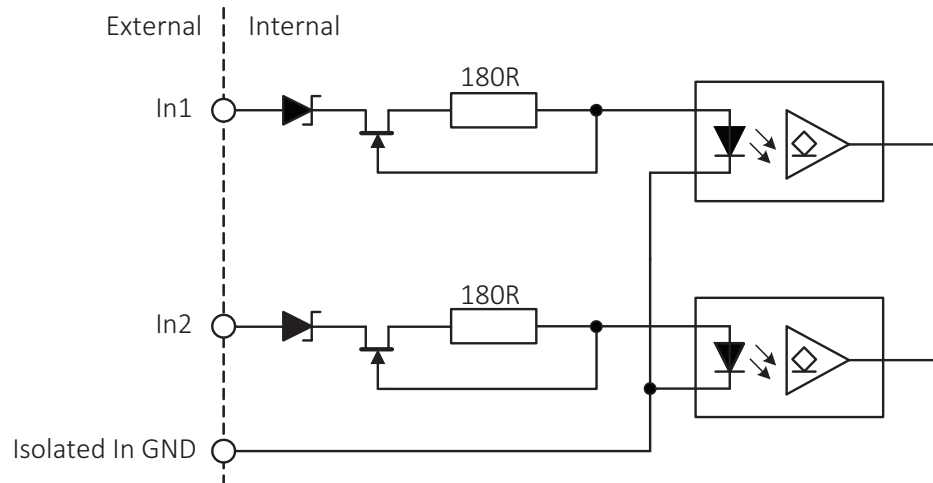 External
Internal
180R
In1
180R
In2
Isolated In GND